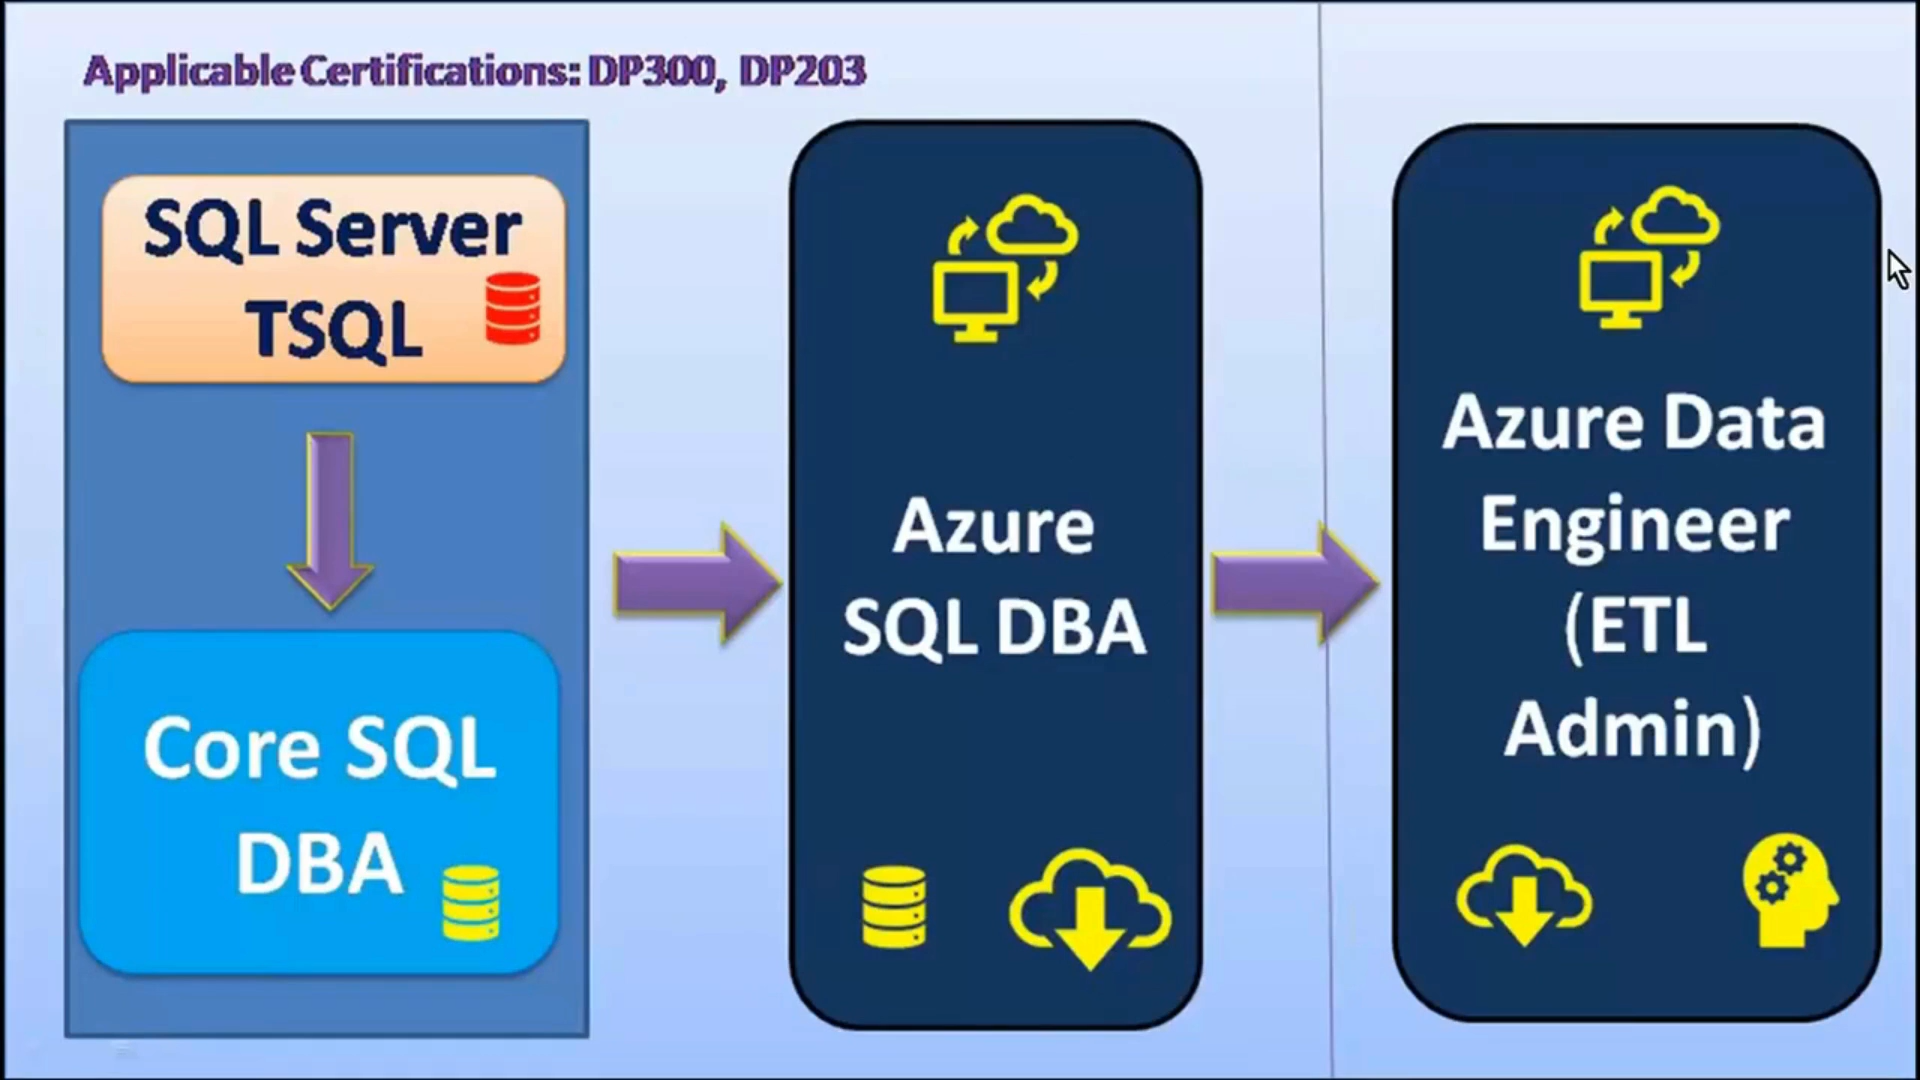 Applicable Certifications: DP300, DP203
SQL Server
TSQL
Core SQL
DBA
Azure
SQL DBA
Azure Data
Engineer
(ETL
Admin)